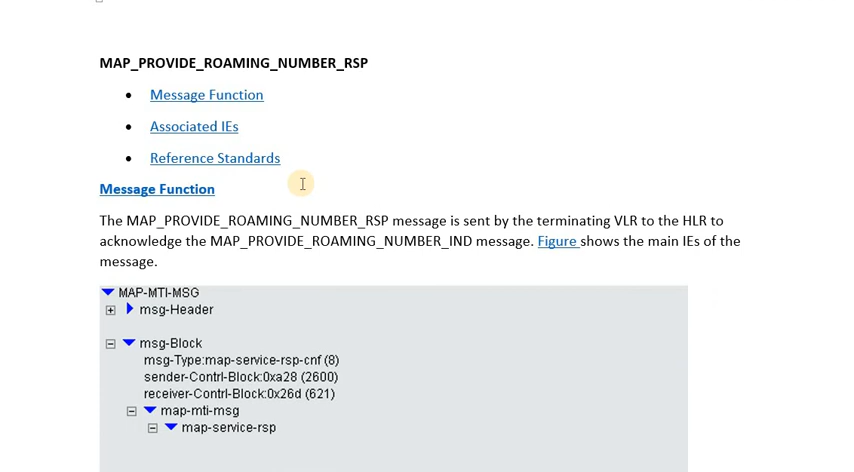 MAP_PROVIDE_ROAMING_NUMBER_RSP
• Message Function
• Associated IEs
• Reference Standards
Message Function
The MAP_PROVIDE_ROAMING_NUMBER_RSP message is sent by the terminating VLR to the HLR to
acknowledge the MAP_PROVIDE_ROAMING_NUMBER_IND message. Figure shows the main IEs of the
message.
MAP-MTI-MSG
msg-Header
msg-Block
msg-Type:map-service-rsp-cnf (8)
sender-Contrl-Block:0xa28 (2600)
receiver-Contrl-Block:0x26d (621)
map-mti-msg
map-service-rsp